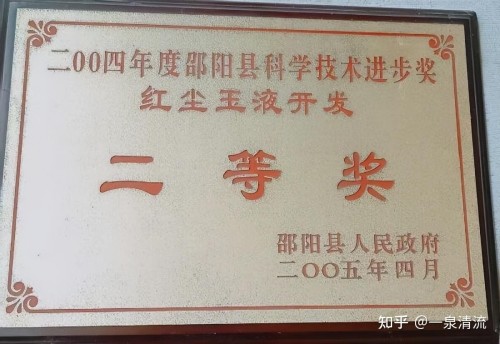 二00四年度邵阳县科学技术进步奖
红尘玉液开发
二等奖
邵阳县人民政府
二〇〇五年四月
知乎 @一泉清流